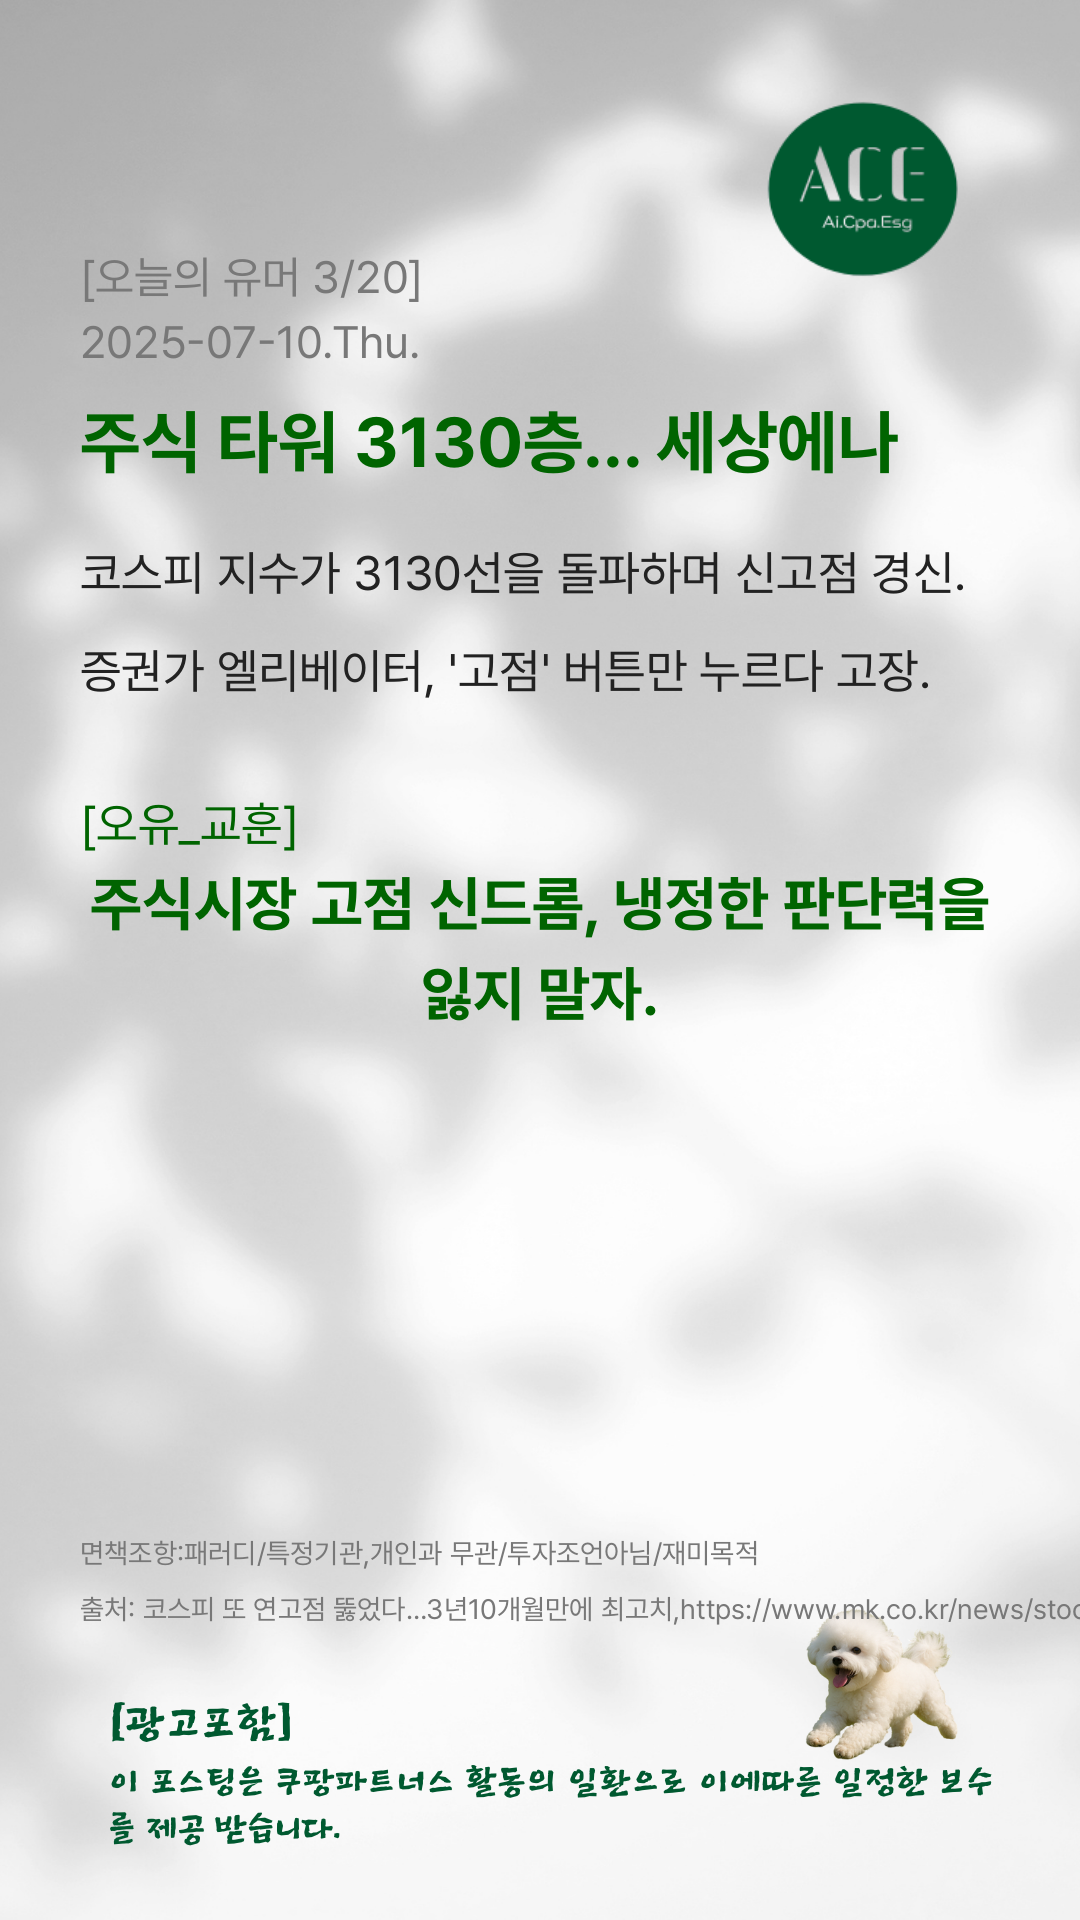 ACE
Ai.Cpa.Esg
[오늘의 유머 3/20]
2025-07-10.Thu.
주식 타워 3130층... 세상에나
코스피 지수가 3130선을 돌파하며 신고점 경신.
증권가 엘리베이터, '고점' 버튼만 누르다 고장.
[오유_교훈]
주식시장 고점 신드롬, 냉정한 판단력을
잃지 말자.
면책조항:패러디/특정기관,개인과 무관/투자조언아님/재미목적
출처: 코스피 또 연고점 뚫었다...3년10개월만에 최고치,https://www.mk.co.kr/news/stoc
[광고포함]
이 포스팅은 쿠팡파트너스 활동의 일환으로 이에따른 일정한 보수
를 제공 받습니다.